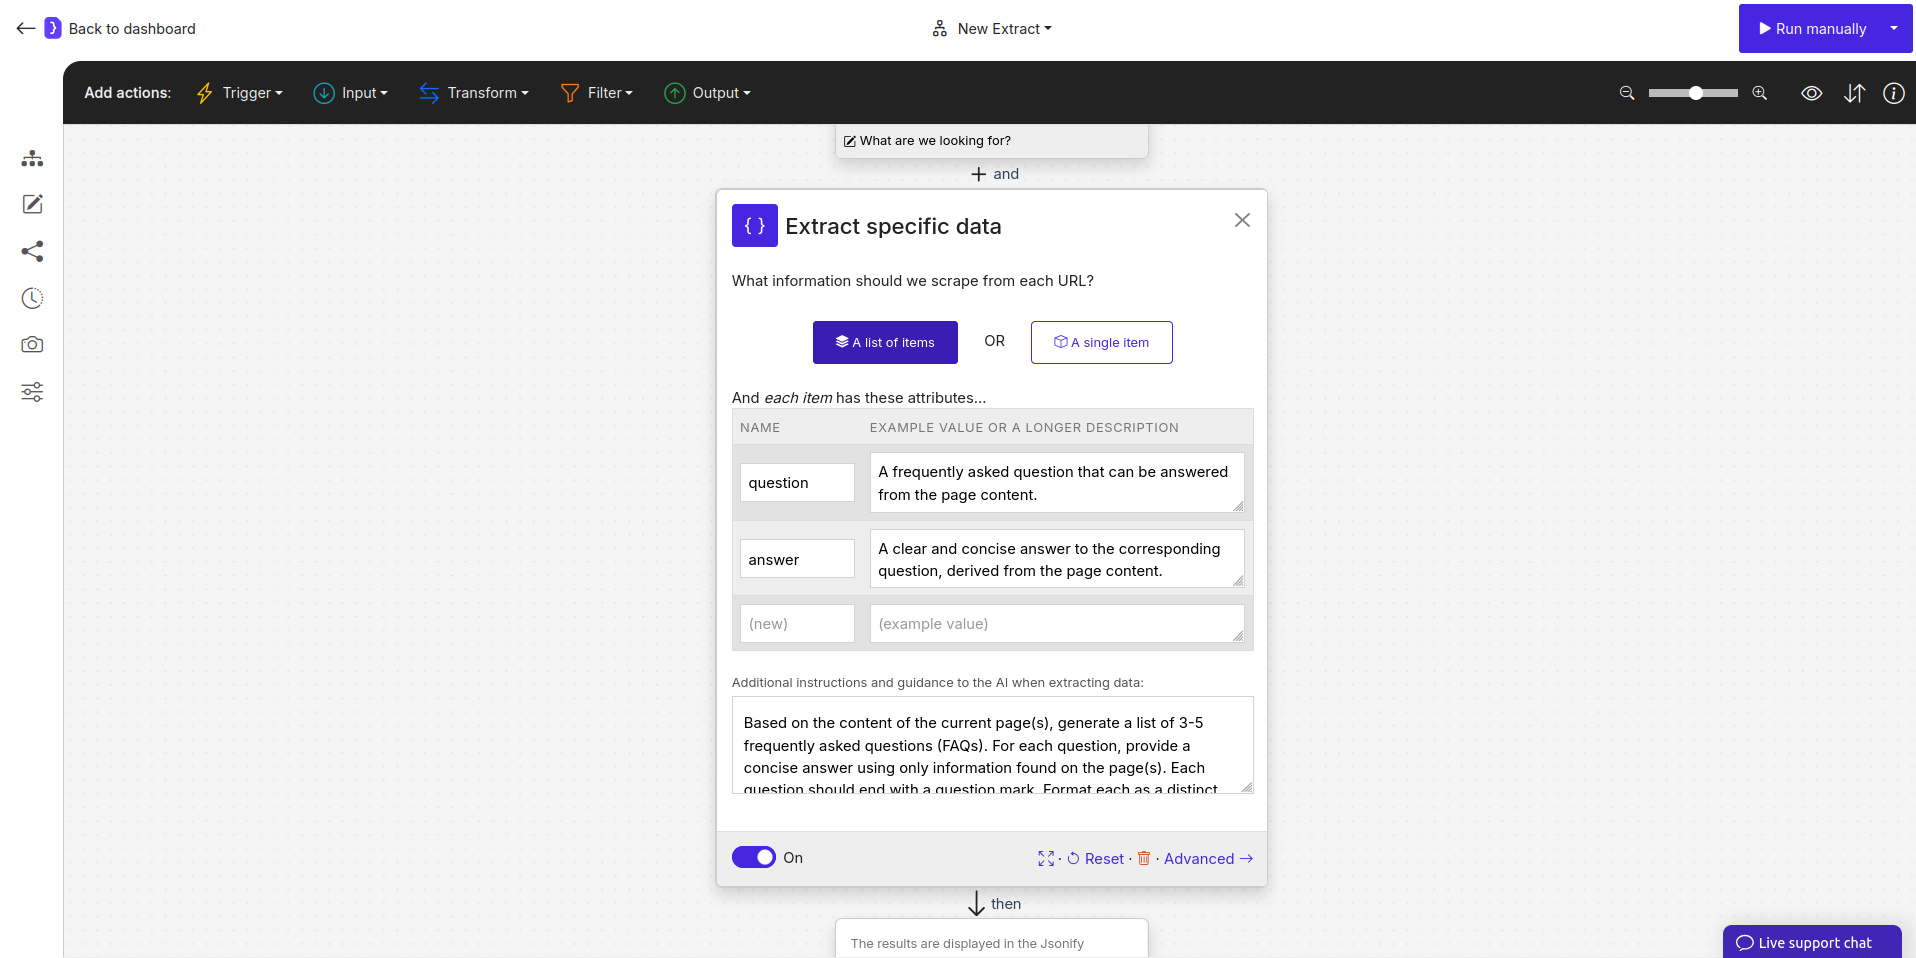 Back to dashboard
New Extract
Run manually
Add actions:
Trigger
Input
Transform
Filter
Output
What are we looking for?
and
{ } Extract specific data
What information should we scrape from each URL?
A list of items
OR
A single item
And each item has these attributes...
NAME
EXAMPLE VALUE OR A LONGER DESCRIPTION
question
A frequently asked question that can be answered
from the page content.
answer
A clear and concise answer to the corresponding
question, derived from the page content.
(new)
(example value)
Additional instructions and guidance to the AI when extracting data:
Based on the content of the current page(s), generate a list of 3-5
frequently asked questions (FAQs). For each question, provide a
concise answer using only information found on the page(s). Each
question should end with a question mark. Format each as a distinct
On
· Reset · · Advanced →
then
The results are displayed in the Jsonify
Live support chat